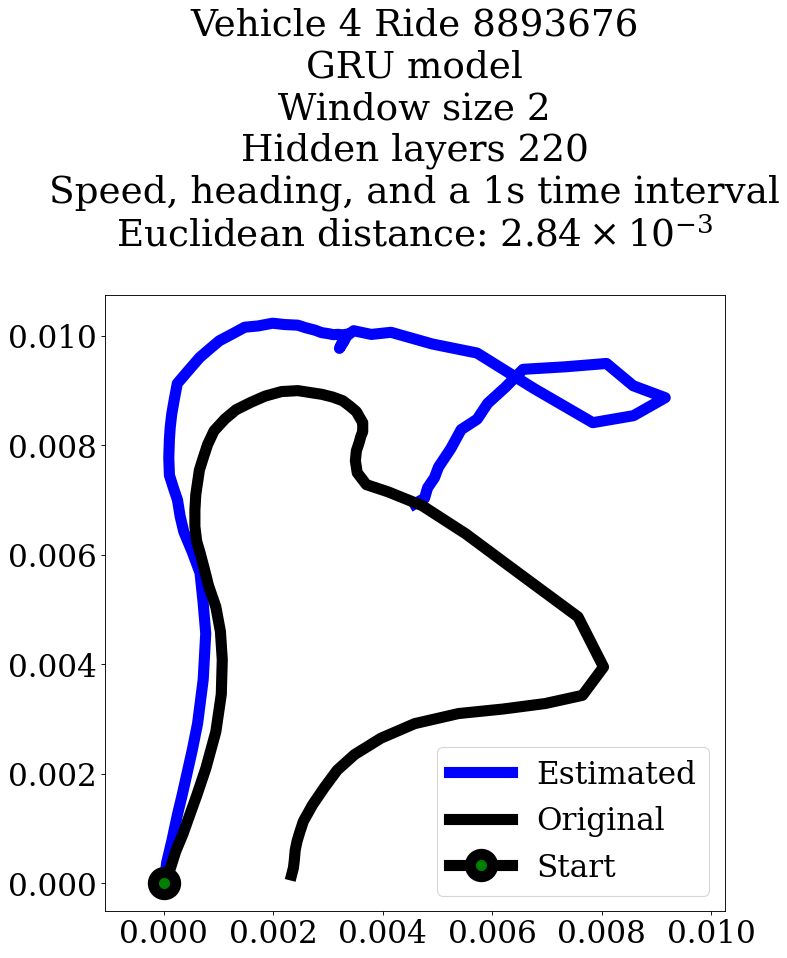 Vehicle 4 Ride 8893676
GRU model
Window size 2
Hidden layers 220
Speed, heading, and a 1s time interval
Euclidean distance: 2.84 × 10⁻³
0.010
0.008
0.006
0.004
0.002
0.000
Estimated
Original
Start
0.000 0.002 0.004 0.006 0.008 0.010